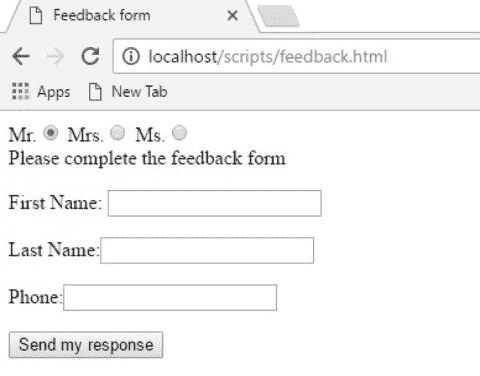 Feedback form
localhost/scripts/feedback.html
Apps New Tab
Mr. Mrs. Ms.
Please complete the feedback form
First Name:
Last Name:
Phone:
Send my response